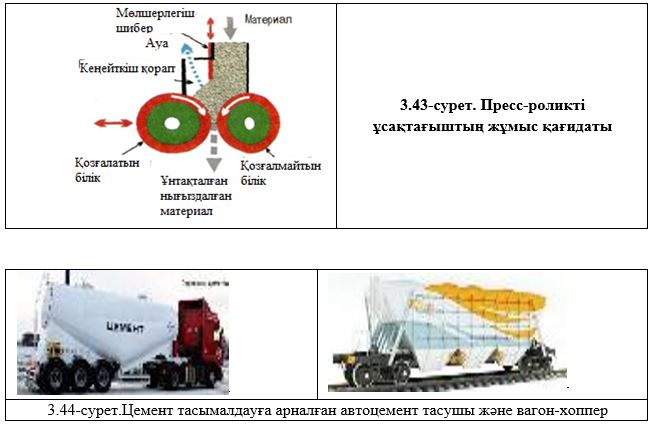 Мөлшерлегіш
шибер
Материал
Ауа
Кеңейткіш қорап
Қозғалатын
білік
Қозғалмайтын
білік
Ұнтақталған
нығыздалған
материал
3.43-сурет. Пресс-роликті
ұсақтағыштың жұмыс қағидаты
ЦЕМЕНТ
3.44-сурет.Цемент тасымалдауға арналған автоцемент тасушы және вагон-хоппер